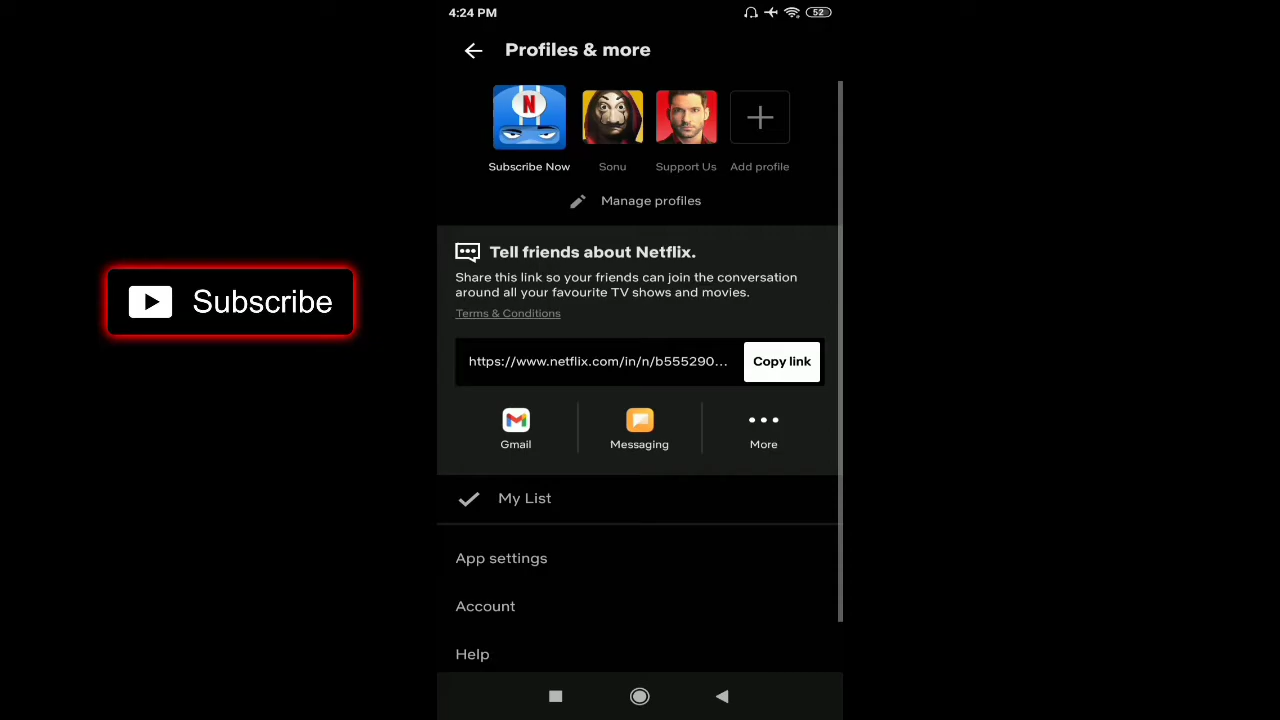 4:24 PM
52
Profiles & more
N
Subscribe Now
Sonu
Support Us
Add profile
Manage profiles
Tell friends about Netflix.
Share this link so your friends can join the conversation
around all your favourite TV shows and movies.
Terms & Conditions
Subscribe
https://www.netflix.com/in/n/b555290...
Copy link
Gmail
Messaging
More
My List
App settings
Account
Help